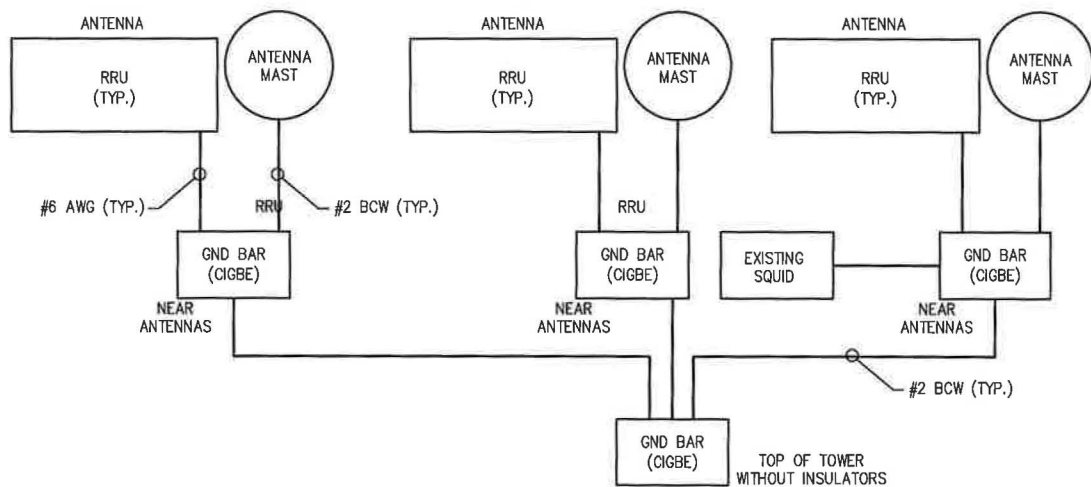 ANTENNA
ANTENNA
ANTENNA
RRU
(TYP.)
ANTENNA
MAST
RRU
(TYP.)
ANTENNA
MAST
RRU
(TYP.)
ANTENNA
MAST
#6 AWG (TYP.)
RRU
#2 BCW (TYP.)
RRU
GND BAR
(CIGBE)
GND BAR
(CIGBE)
EXISTING
SQUID
GND BAR
(CIGBE)
NEAR
ANTENNAS
NEAR
ANTENNAS
NEAR
ANTENNAS
#2 BCW (TYP.)
GND BAR
(CIGBE)
TOP OF TOWER
WITHOUT INSULATORS